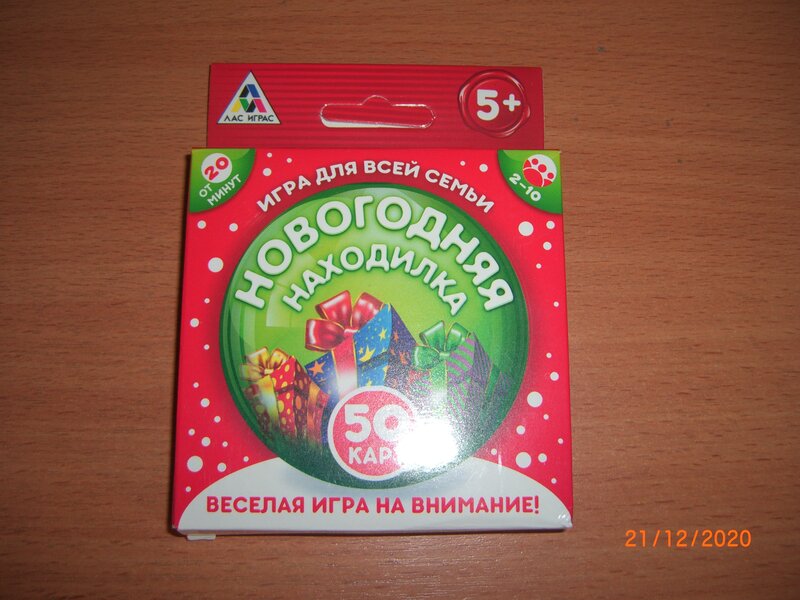 ЛАС ИГРАС
5+
ОТ 20
МИНУТ
2-10
ИГРА ДЛЯ ВСЕЙ СЕМЬИ
НОВОГОДНЯЯ
НАХОДИЛКА
50
КАР
ВЕСЕЛАЯ ИГРА НА ВНИМАНИЕ!
21/12/2020